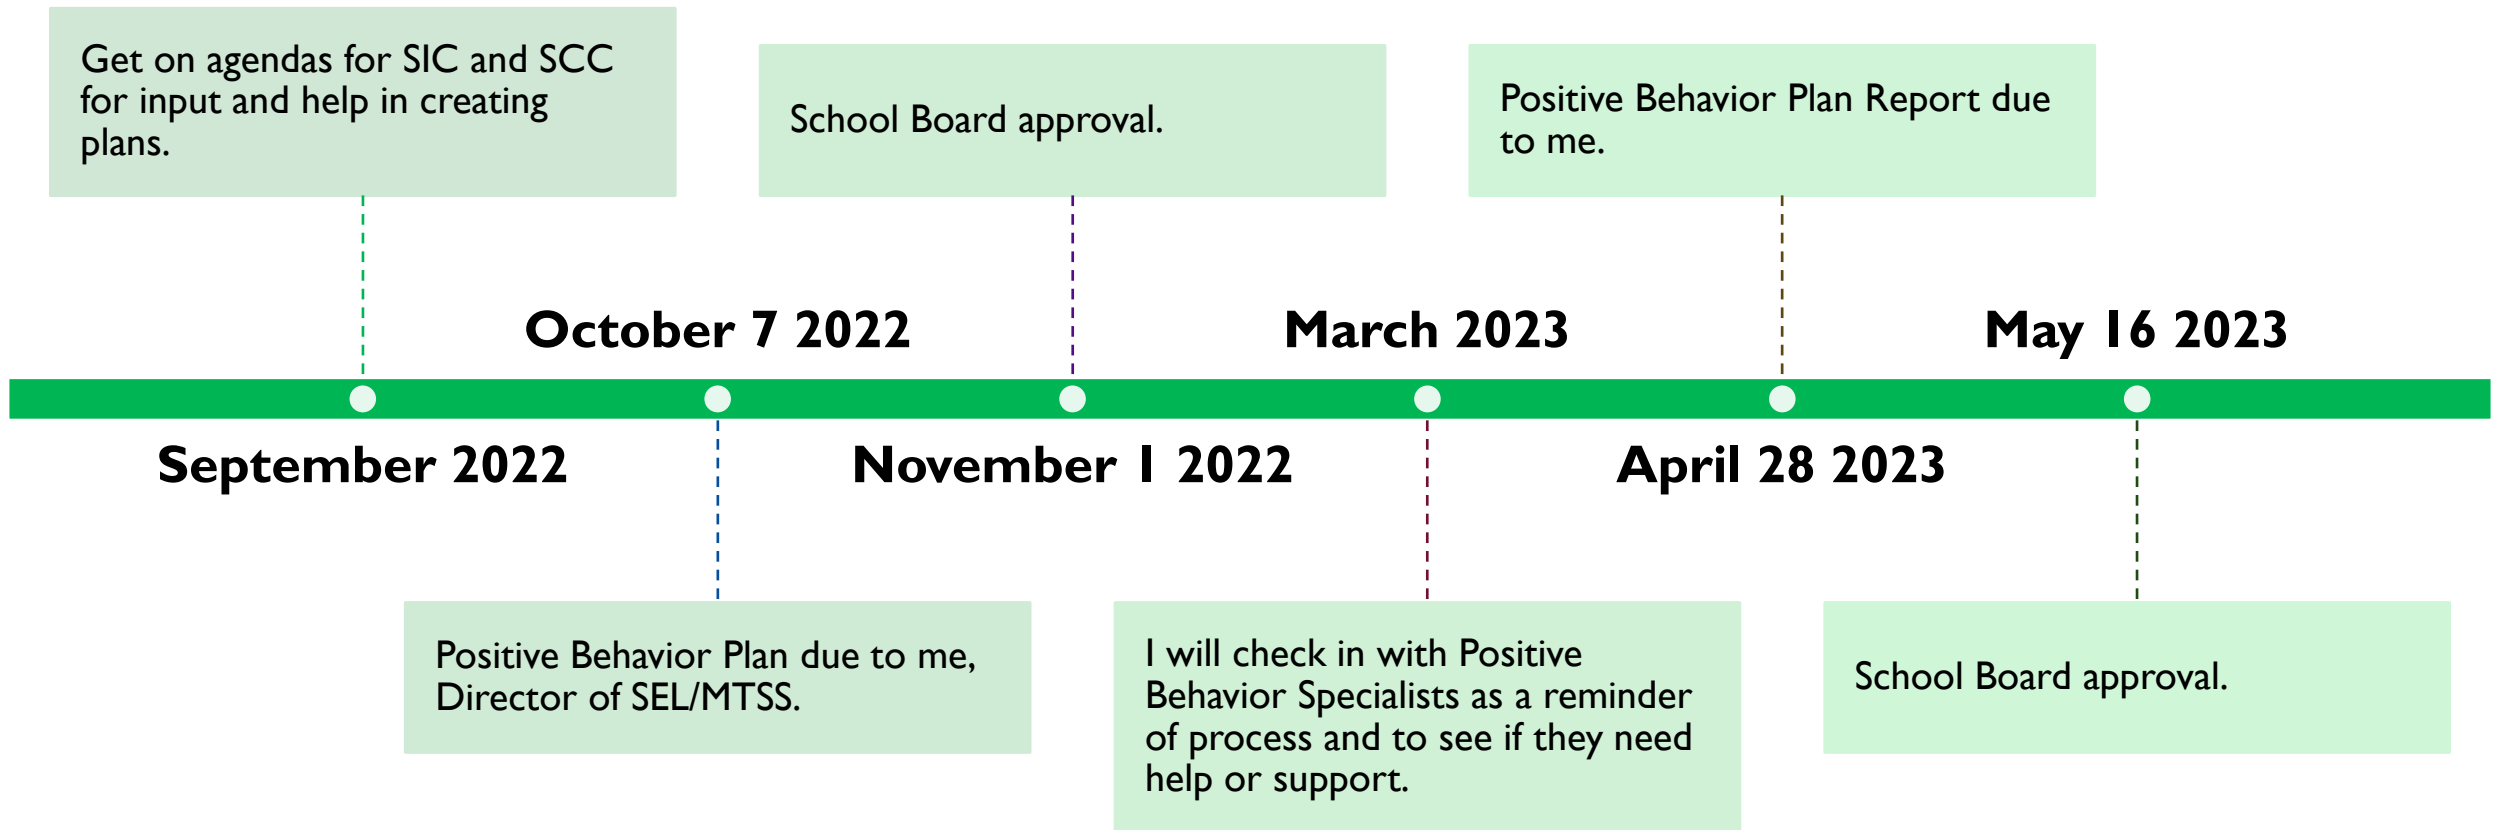 Get on agendas for SIC and SCC
for input and help in creating
plans.
School Board approval.
Positive Behavior Plan Report due
to me.
October 7 2022
March 2023
May 16 2023
September 2022
November 1 2022
April 28 2023
Positive Behavior Plan due to me,
Director of SEL/MTSS.
I will check in with Positive
Behavior Specialists as a reminder
of process and to see if they need
help or support.
School Board approval.